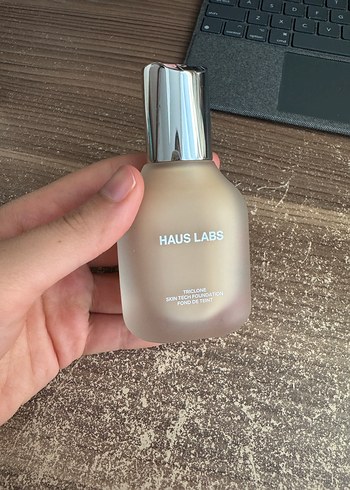 HAUS LABS
TRICLONE
SKIN TECH FOUNDATION
FOND DE TEINT